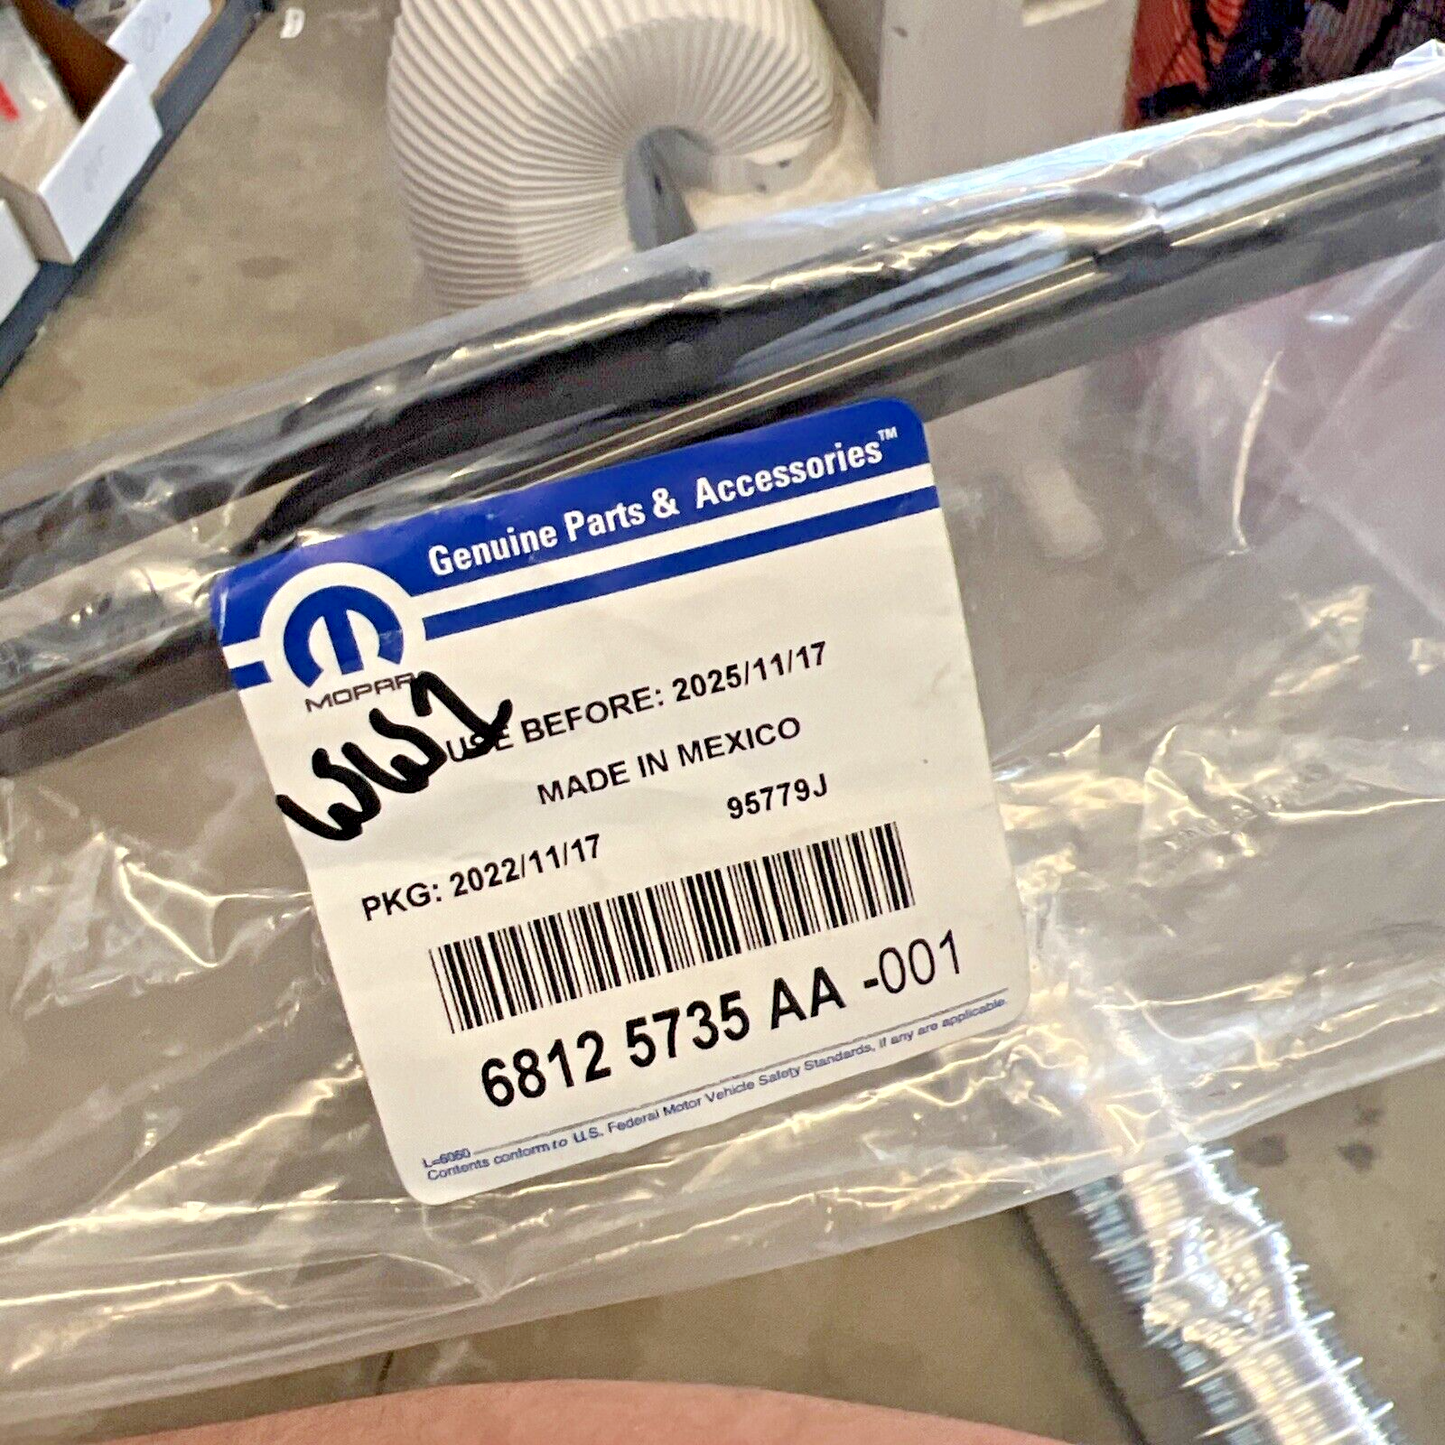 Genuine Parts & Accessories™
MOPAR
USE BEFORE: 2025/11/17
MADE IN MEXICO
95779J
PKG: 2022/11/17
6812 5735 AA -001
L=6060
Contents conform to U.S. Federal Motor Vehicle Safety Standards, if any are applicable.